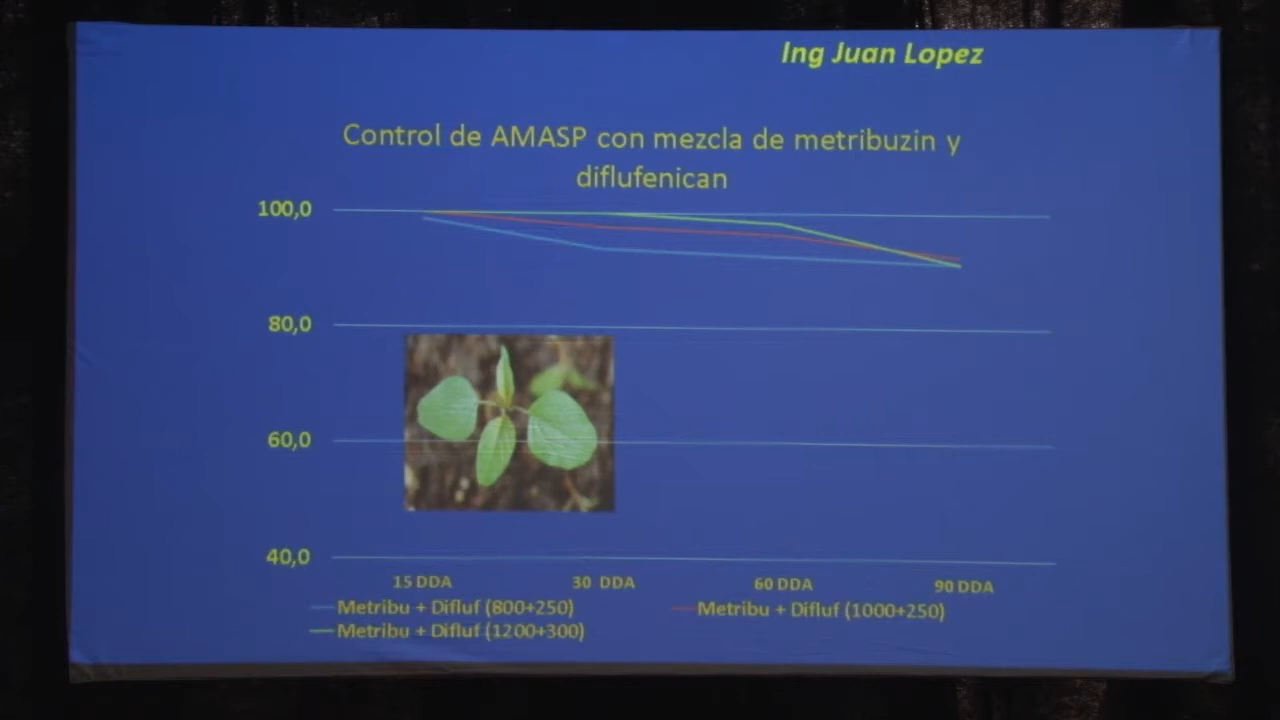 Ing Juan Lopez
Control de AMASP con mezcla de metribuzin y
diflufenican
100,0
80,0
60,0
40,0
15 DDA
30 DDA
60 DDA
90 DDA
Metribu + Difluf (800+250)
Metribu + Difluf (1000+250)
Metribu + Difluf (1200+300)